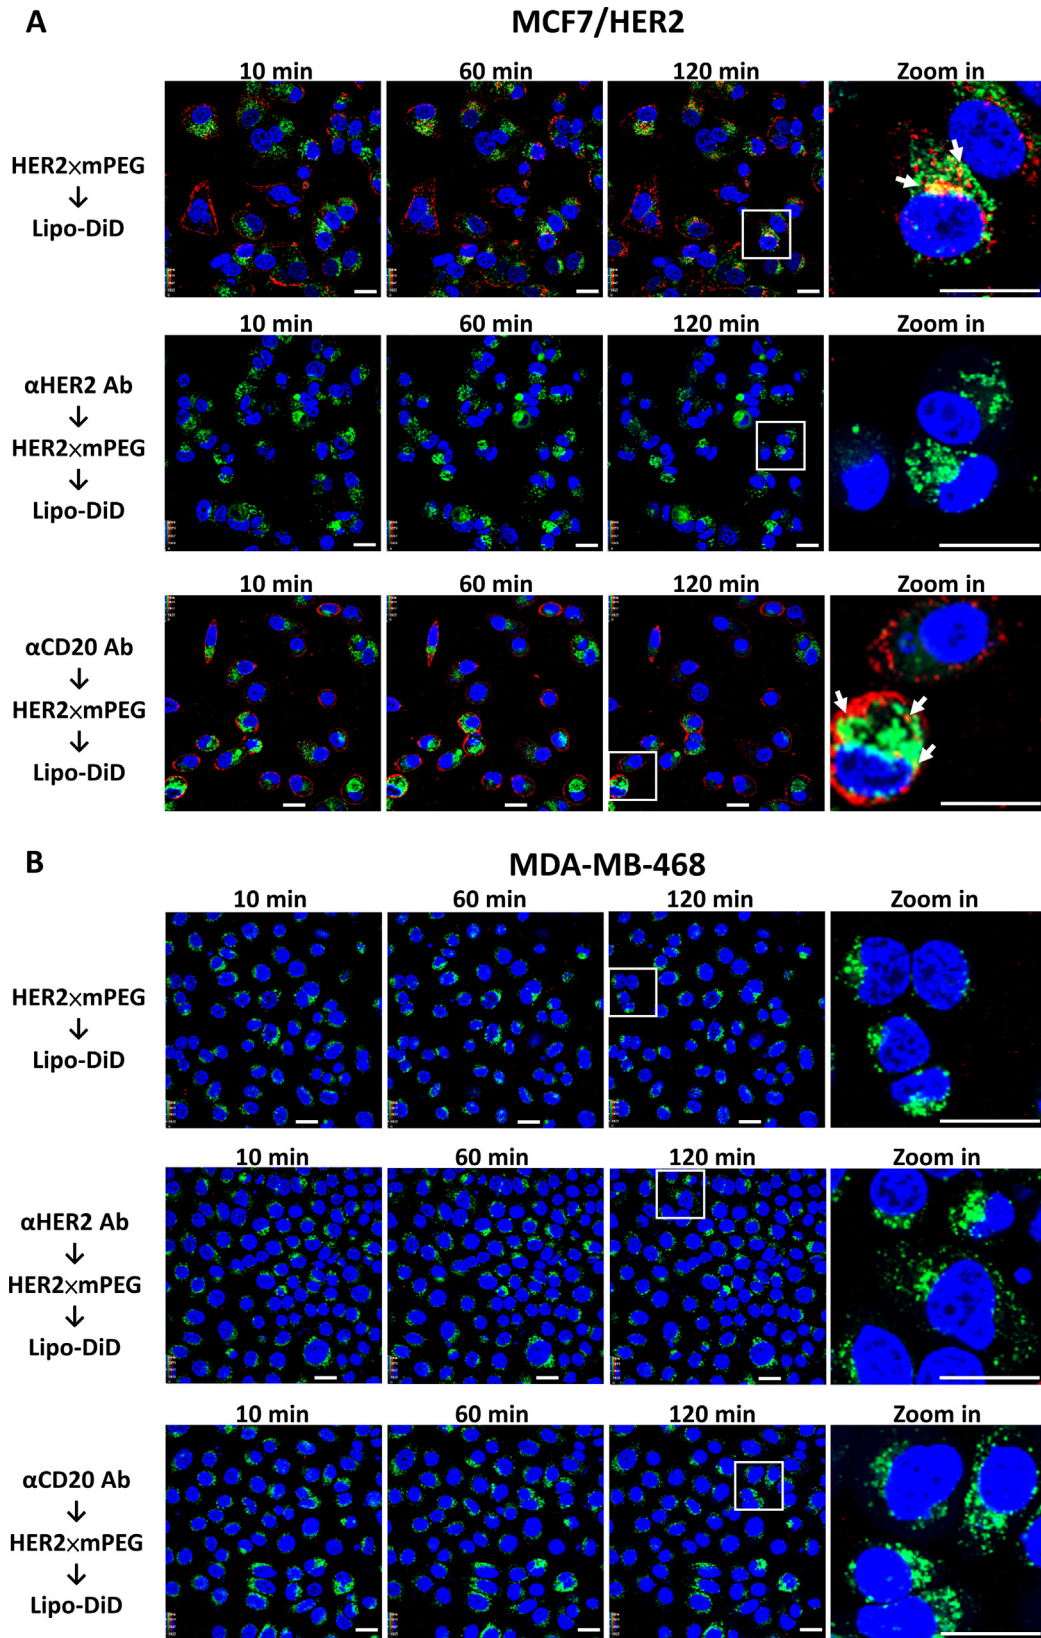 A
MCF7/HER2
10 min
60 min
120 min
Zoom in
HER2×mPEG
↓
Lipo-DiD
10 min
60 min
120 min
Zoom in
αHER2 Ab
↓
HER2×mPEG
↓
Lipo-DiD
10 min
60 min
120 min
Zoom in
αCD20 Ab
↓
HER2×mPEG
↓
Lipo-DiD
B
MDA-MB-468
10 min
60 min
120 min
Zoom in
HER2×mPEG
↓
Lipo-DiD
10 min
60 min
120 min
Zoom in
αHER2 Ab
↓
HER2×mPEG
↓
Lipo-DiD
10 min
60 min
120 min
Zoom in
αCD20 Ab
↓
HER2×mPEG
↓
Lipo-DiD